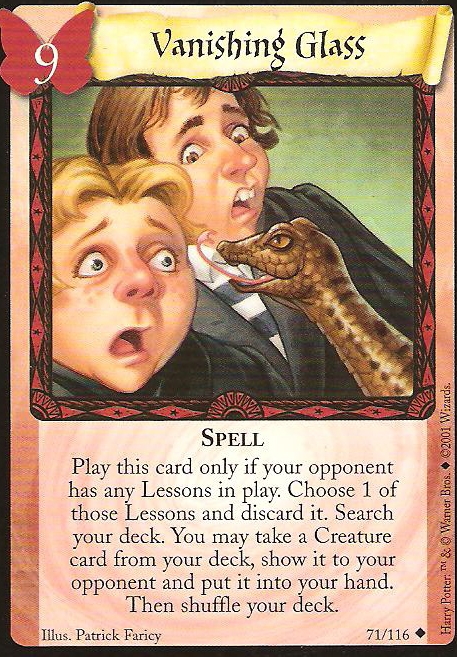 9
Vanishing Glass
SPELL
Play this card only if your opponent
has any Lessons in play. Choose 1 of
those Lessons and discard it. Search
your deck. You may take a Creature
card from your deck, show it to your
opponent and put it into your hand.
Then shuffle your deck.
Illus. Patrick Faricy
71/116 ◆
Harry Potter. ™ & © Warner Bros. ◆ ©2001 Wizards.